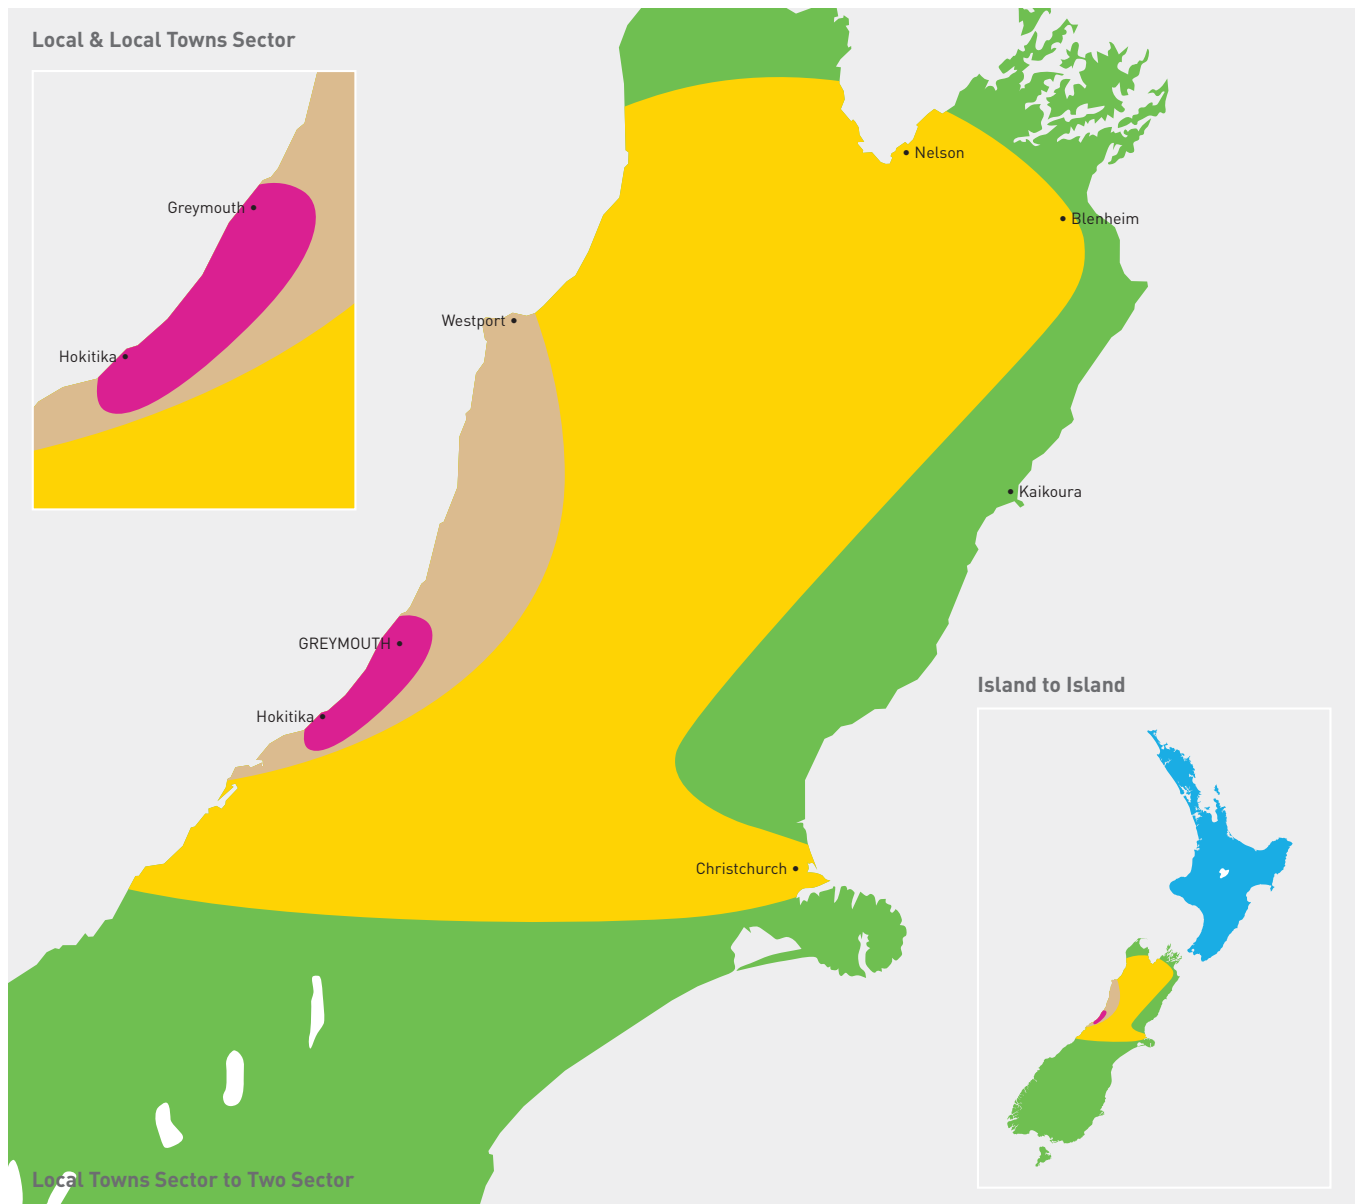 Local & Local Towns Sector
Greymouth
Hokitika
Nelson
Blenheim
Westport
Kaikoura
GREYMOUTH
Hokitika
Christchurch
Island to Island
Local Towns Sector to Two Sector